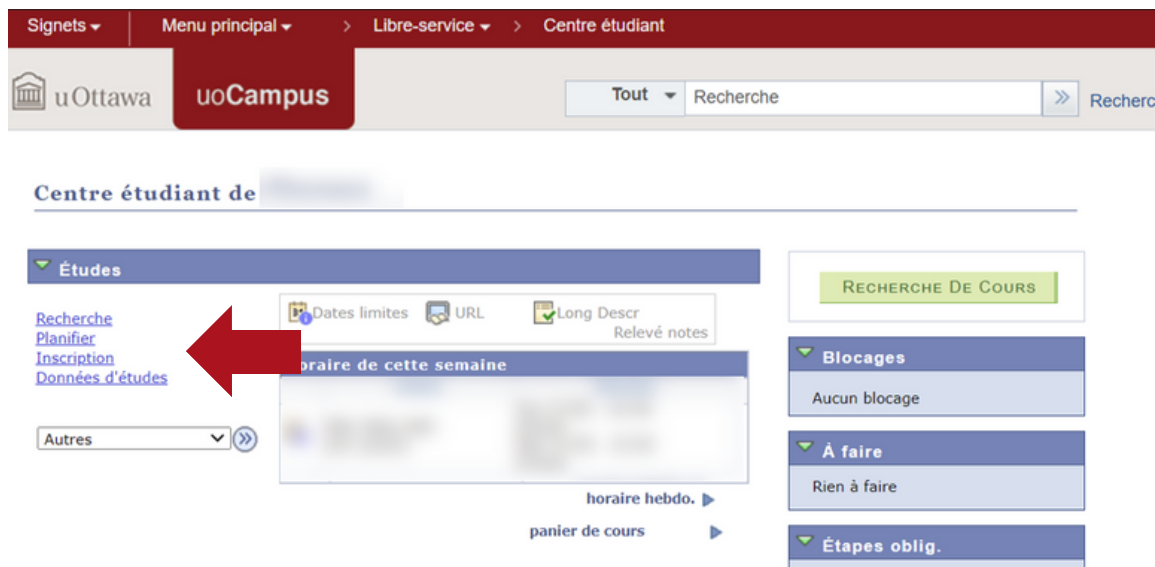 Signets Menu principal > Libre-service > Centre étudiant
uOttawa uoCampus Tout Recherche Recherc
Centre étudiant de
Études
Recherche
Planifier
Inscription
Données d'études
Autres
Dates limites URL Long Descr
Relevé notes
oraire de cette semaine
horaire hebdo.
panier de cours
RECHERCHE DE COURS
Blocages
Aucun blocage
À faire
Rien à faire
Étapes oblig.